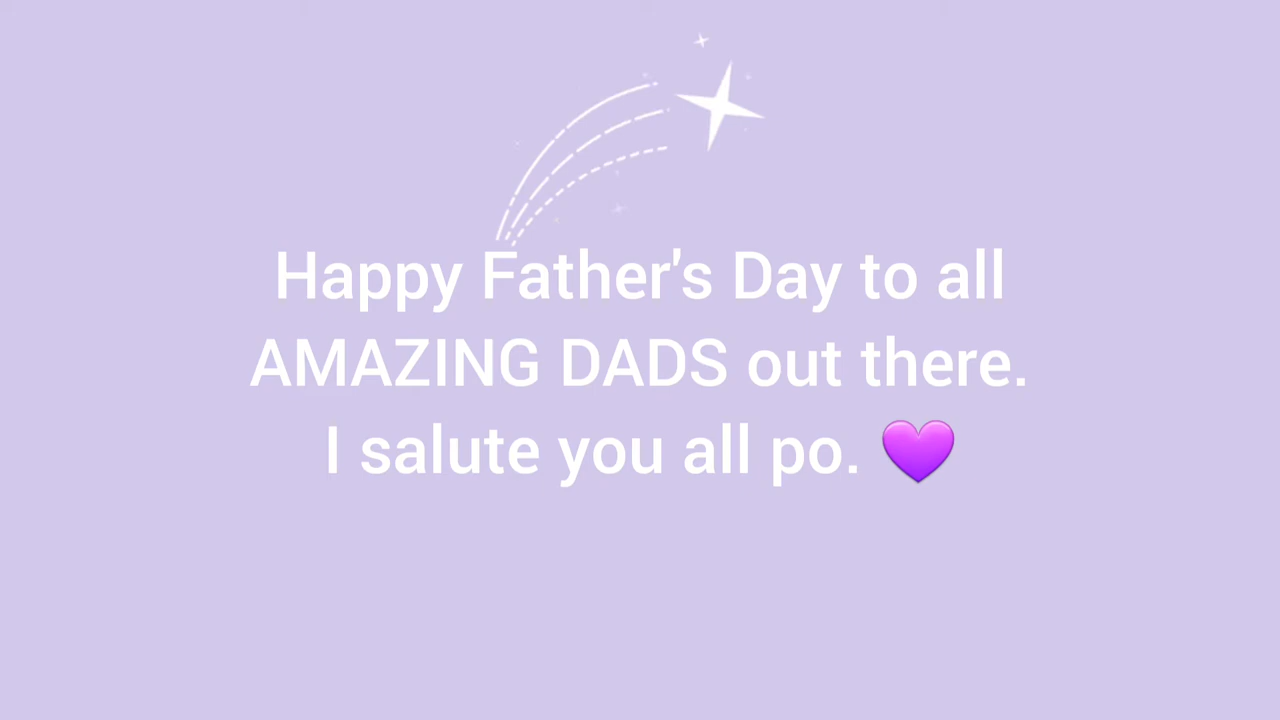 Happy Father's Day to all
AMAZING DADS out there.
I salute you all po. 💜